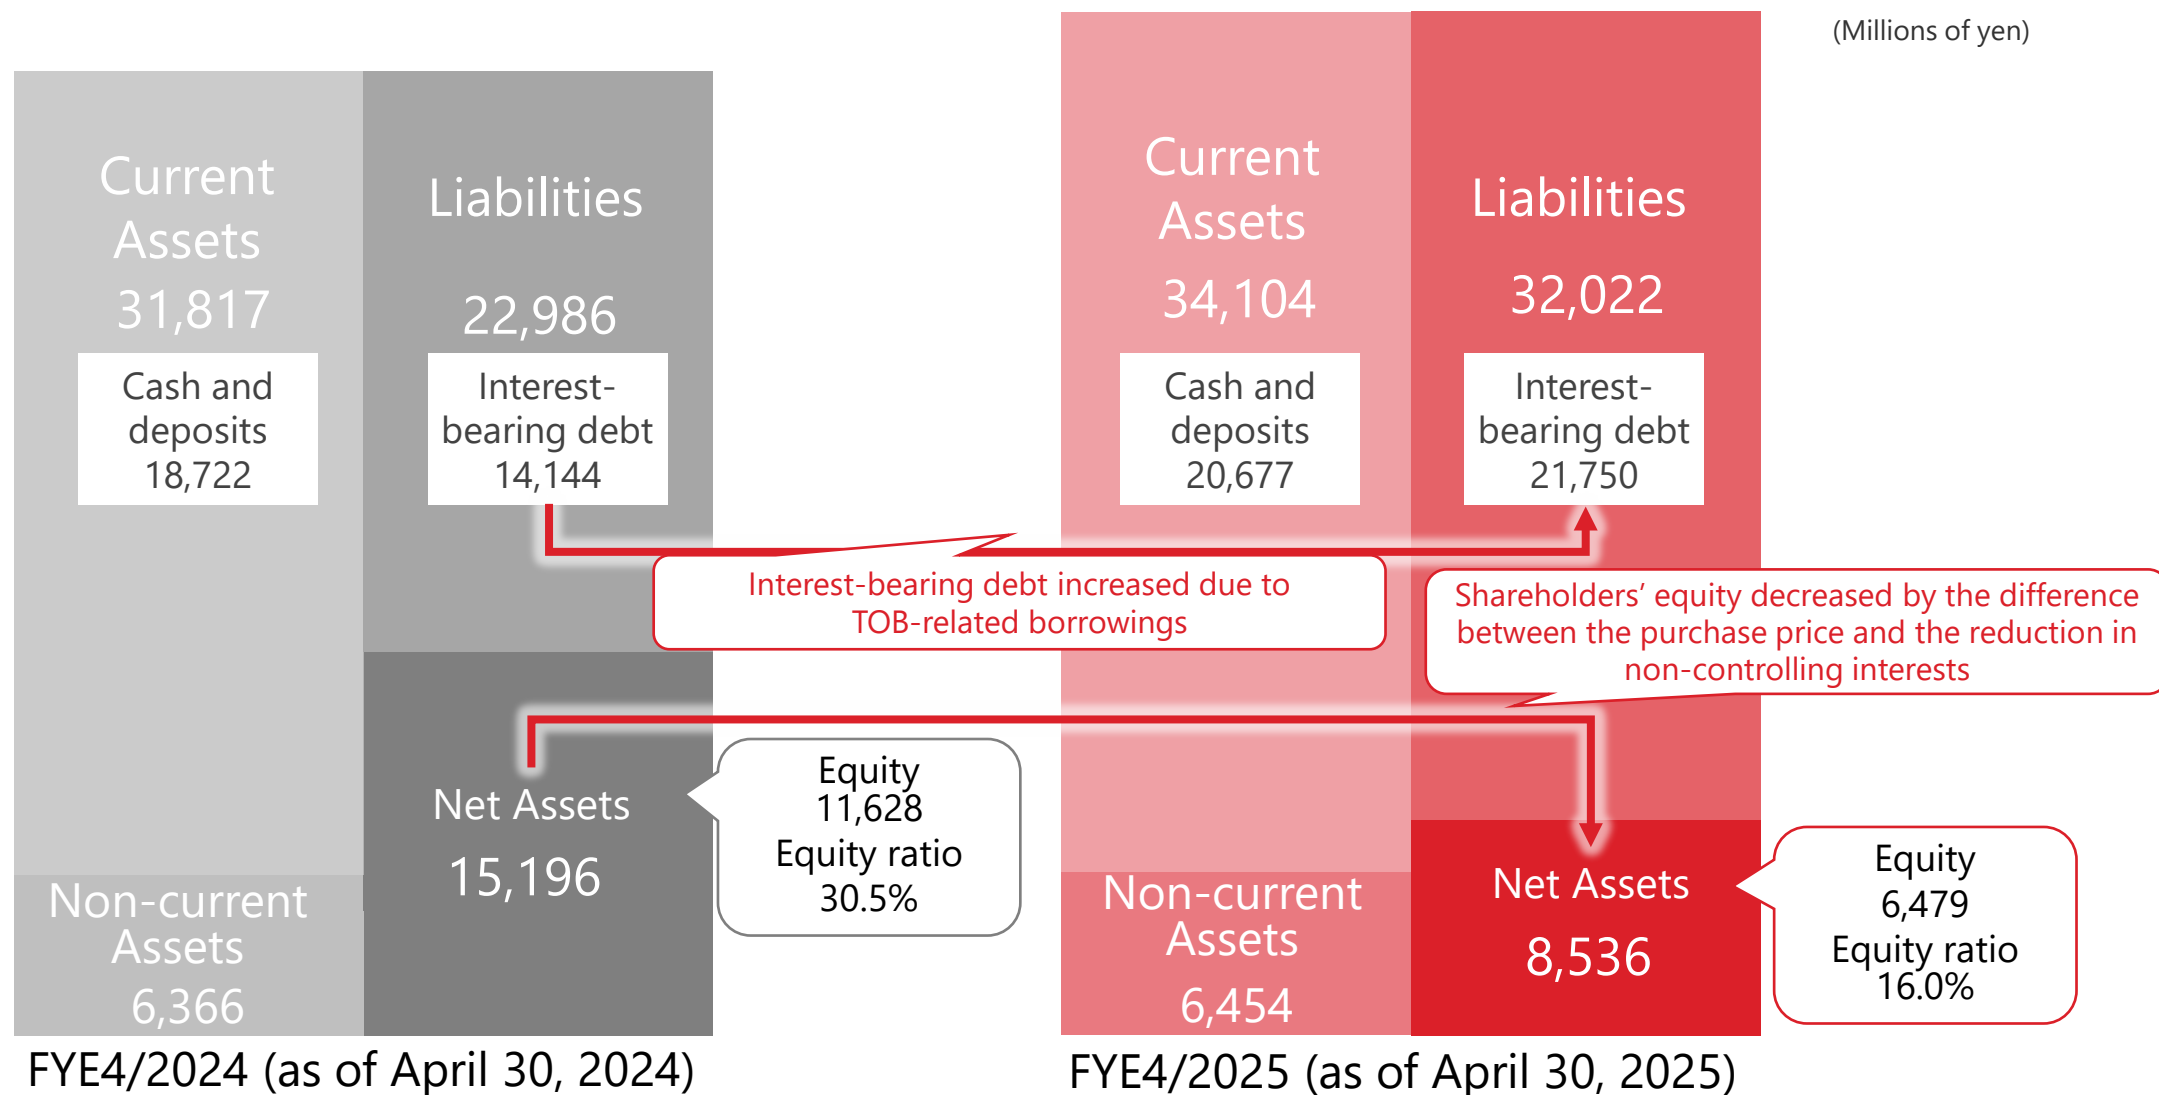 (Millions of yen)
Current
Assets
31,817
Cash and
deposits
18,722
Non-current
Assets
6,366
Liabilities
22,986
Interest-
bearing debt
14,144
Net Assets
15,196
Equity
11,628
Equity ratio
30.5%
FYE4/2024 (as of April 30, 2024)
Interest-bearing debt increased due to
TOB-related borrowings
Current
Assets
34,104
Cash and
deposits
20,677
Non-current
Assets
6,454
Liabilities
32,022
Interest-
bearing debt
21,750
Shareholders’ equity decreased by the difference
between the purchase price and the reduction in
non-controlling interests
Net Assets
8,536
Equity
6,479
Equity ratio
16.0%
FYE4/2025 (as of April 30, 2025)